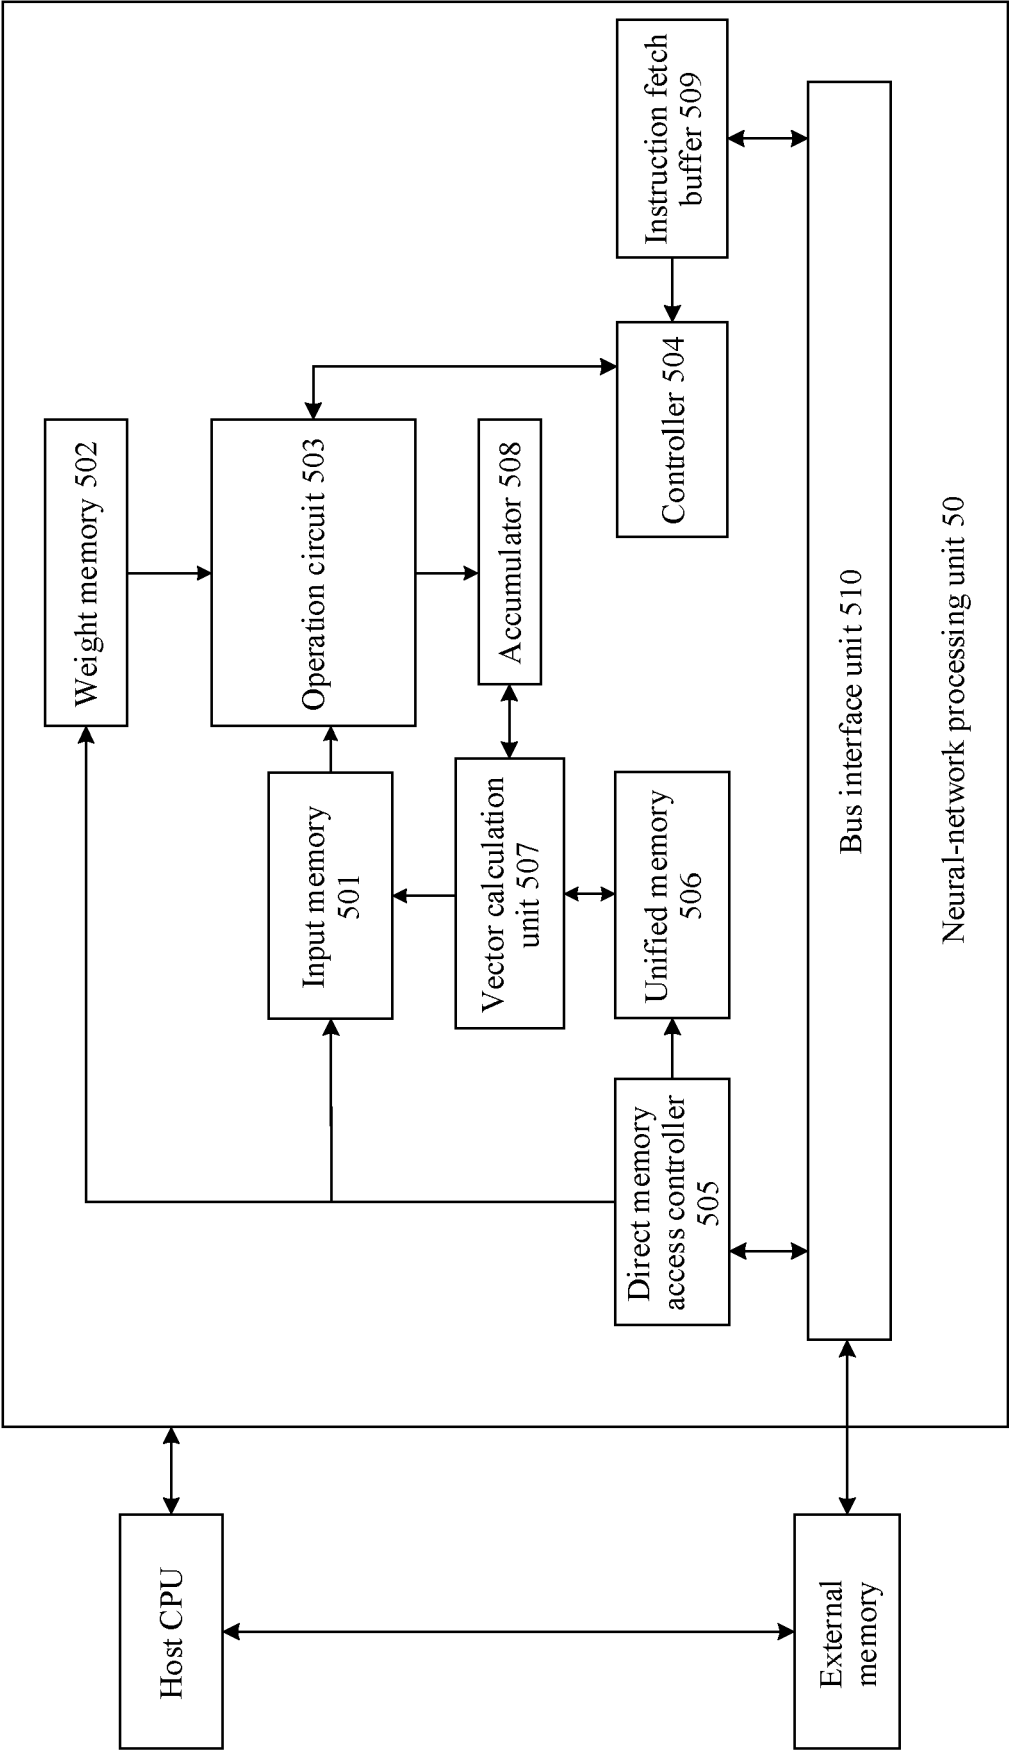 Host CPU
External
memory
Weight memory 502
Input memory
501
Operation circuit 503
Vector calculation
unit 507
Accumulator 508
Direct memory
access controller
505
Unified memory
506
Controller 504
Instruction fetch
buffer 509
Bus interface unit 510
Neural-network processing unit 50